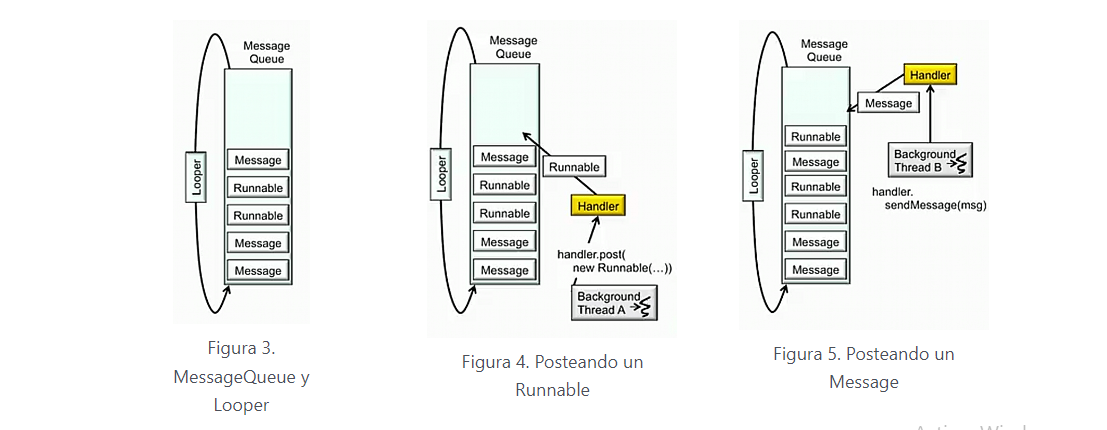 Message
Queue
Looper
Message
Runnable
Runnable
Message
Message
Figura 3.
MessageQueue y
Looper
Message
Queue
Looper
Message
Runnable
Runnable
Message
Message
Runnable
Handler
handler.post(
new Runnable(...))
Background
Thread A
Figura 4. Posteando un
Runnable
Message
Queue
Looper
Runnable
Message
Runnable
Runnable
Message
Message
Message
Handler
Background
Thread B
handler.
sendMessage(msg)
Figura 5. Posteando un
Message